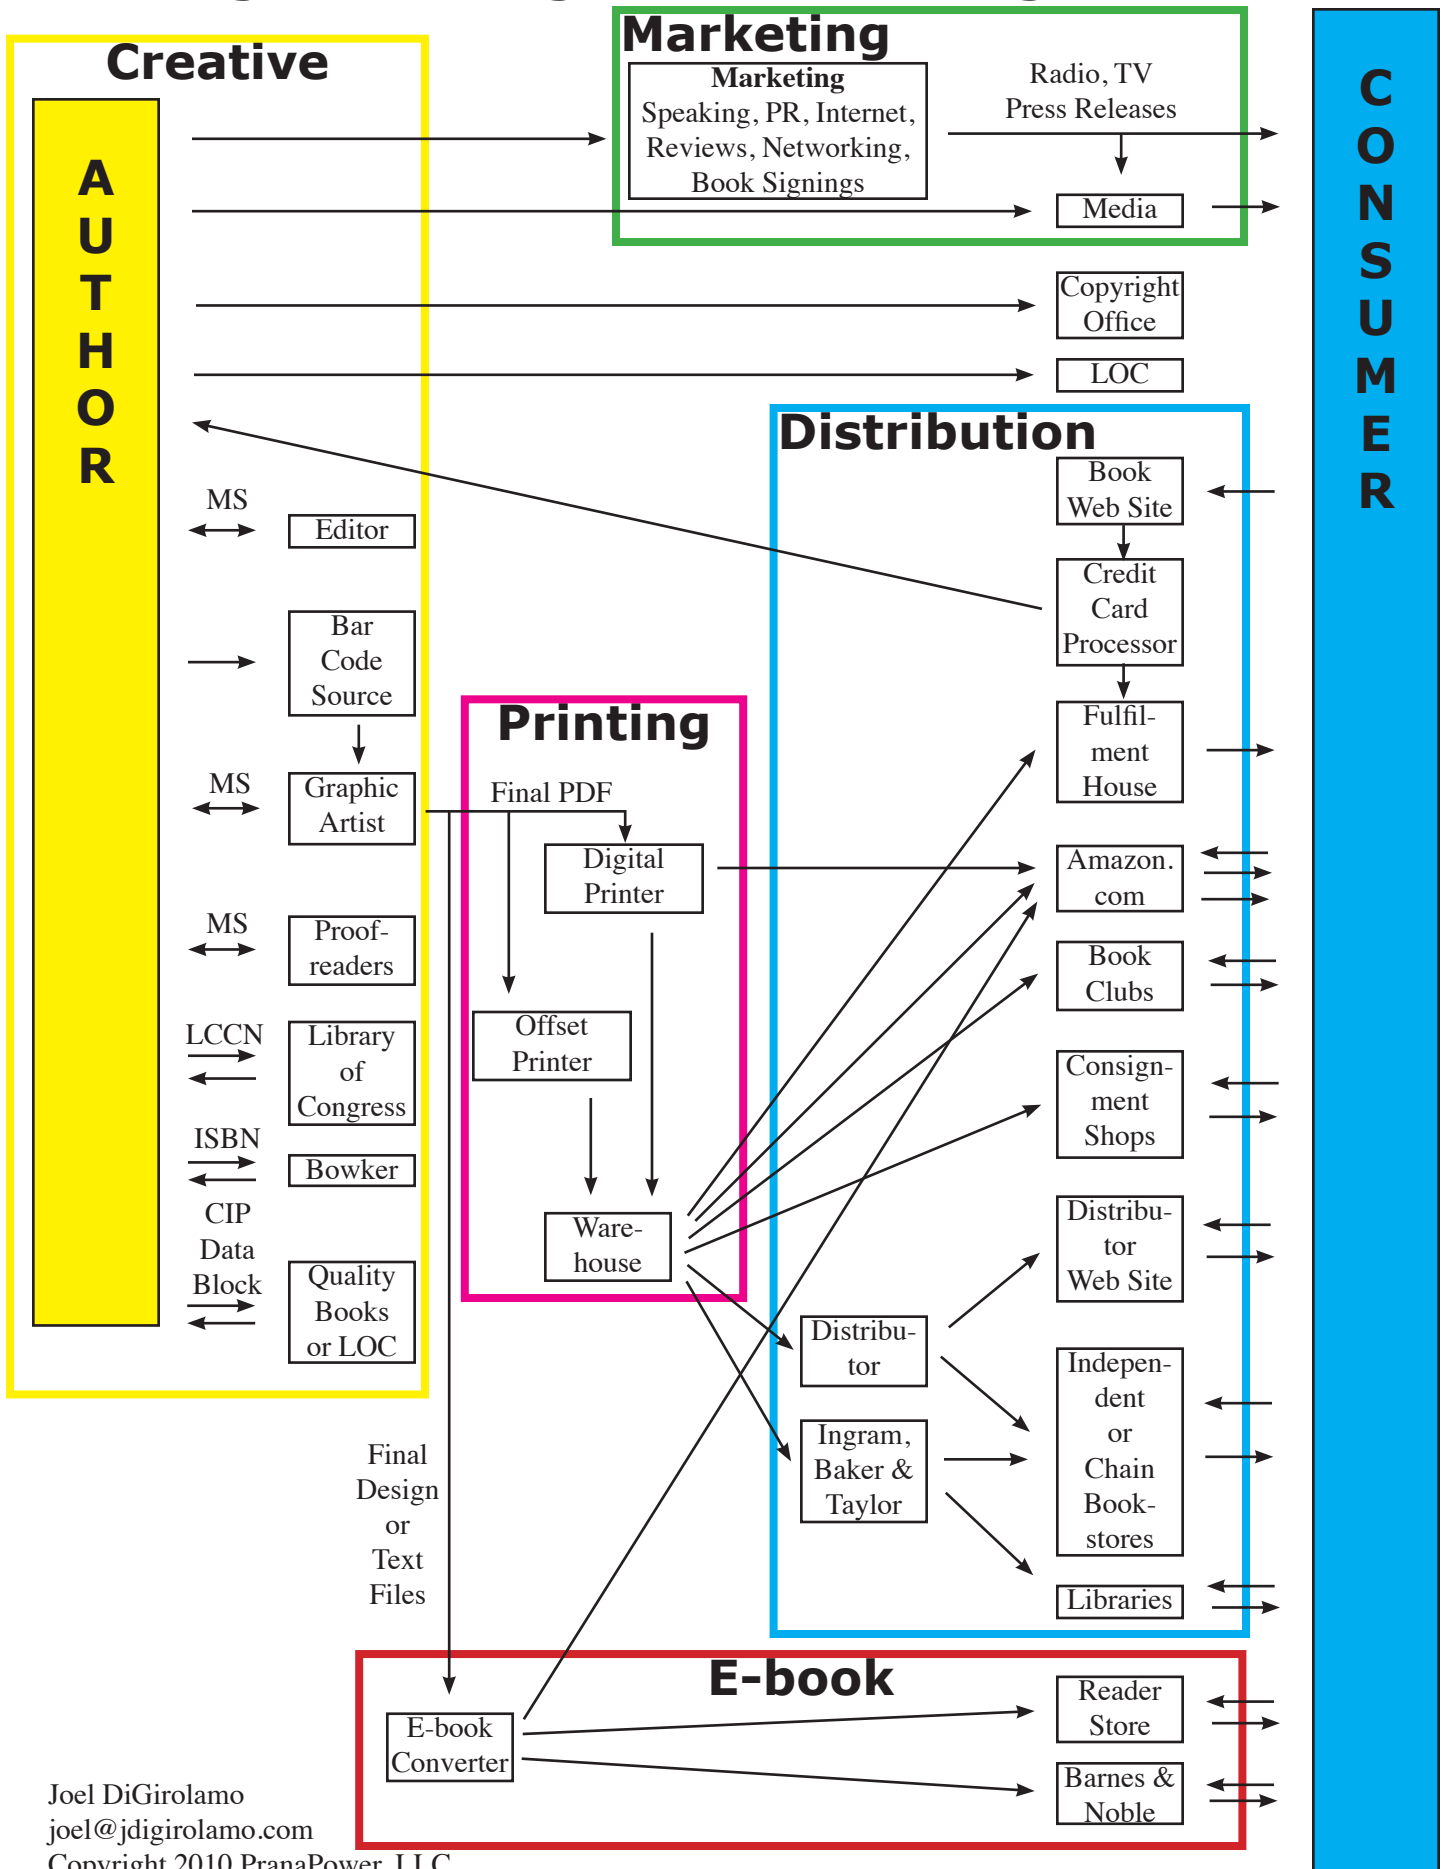 Creative
A
U
T
H
O
R
MS
Editor
Bar
Code
Source
MS
Graphic
Artist
MS
Proof-
readers
LCCN
Library
of
Congress
ISBN
Bowker
CIP
Data
Block
Quality
Books
or LOC
Marketing
Marketing
Speaking, PR, Internet,
Reviews, Networking,
Book Signings
Radio, TV
Press Releases
Media
Copyright
Office
LOC
Printing
Final PDF
Digital
Printer
Offset
Printer
Ware-
house
Distribution
Book
Web Site
Credit
Card
Processor
Fulfil-
ment
House
Amazon.
com
Book
Clubs
Consign-
ment
Shops
Distribu-
tor
Web Site
Distribu-
tor
Indepen-
dent
or
Chain
Book-
stores
Ingram,
Baker &
Taylor
Libraries
Final
Design
or
Text
Files
E-book
E-book
Converter
Reader
Store
Barnes &
Noble
C
O
N
S
U
M
E
R
Joel DiGirolamo
joel@jdigirolamo.com
Copyright 2010 PranaPower, LLC